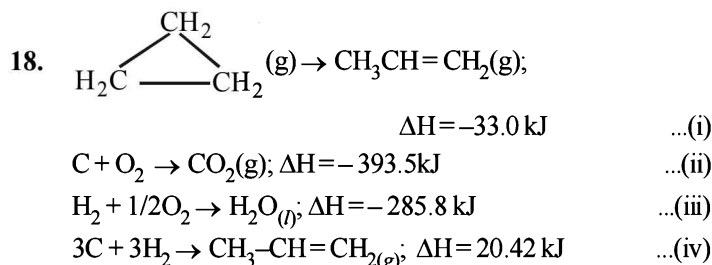 18.
CH₂
H₂C CH₂ (g) → CH₃CH=CH₂(g);
ΔH=–33.0 kJ ...(i)
C + O₂ → CO₂(g); ΔH=– 393.5kJ ...(ii)
H₂ + 1/2O₂ → H₂O₍l₎; ΔH=– 285.8 kJ ...(iii)
3C + 3H₂ → CH₃–CH=CH₂₍g₎; ΔH= 20.42 kJ ...(iv)